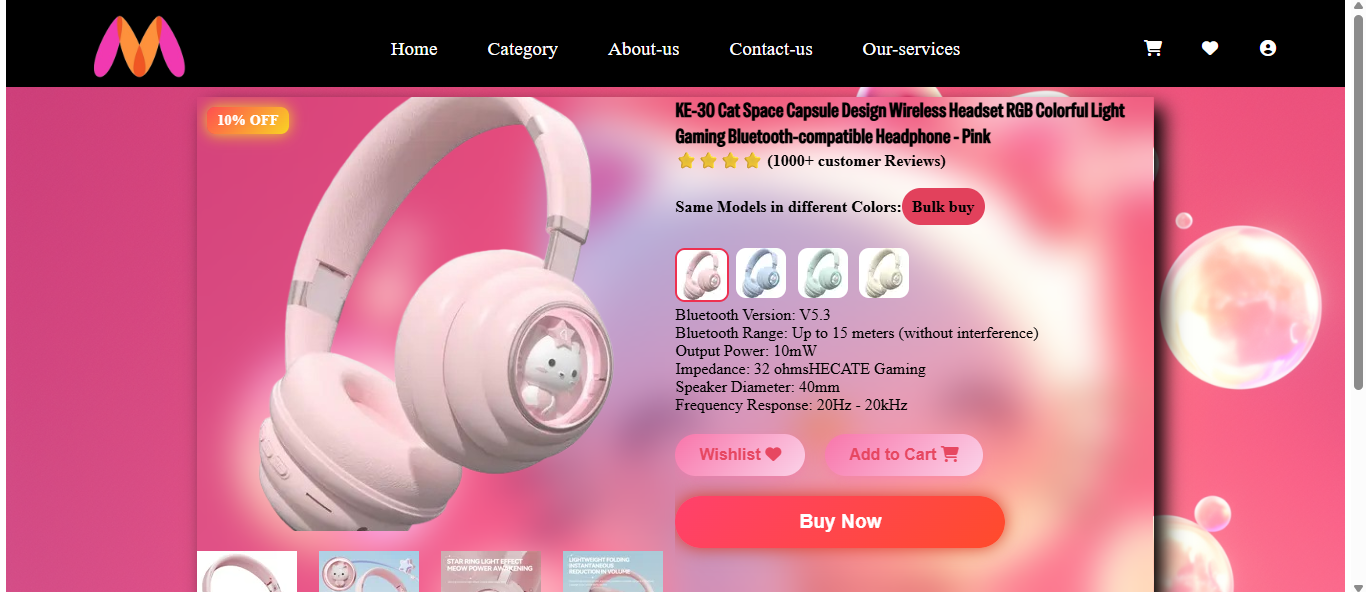 Home Category About-us Contact-us Our-services
10% OFF
KE-30 Cat Space Capsule Design Wireless Headset RGB Colorful Light
Gaming Bluetooth-compatible Headphone - Pink
(1000+ customer Reviews)
Same Models in different Colors: Bulk buy
Bluetooth Version: V5.3
Bluetooth Range: Up to 15 meters (without interference)
Output Power: 10mW
Impedance: 32 ohmsHECATE Gaming
Speaker Diameter: 40mm
Frequency Response: 20Hz - 20kHz
Wishlist Add to Cart
Buy Now
STAR RING LIGHT EFFECT
MEOW POWER AWAKENING
LIGHTWEIGHT FOLDING
INSTANTANEOUS
REDUCTION IN VOLUME